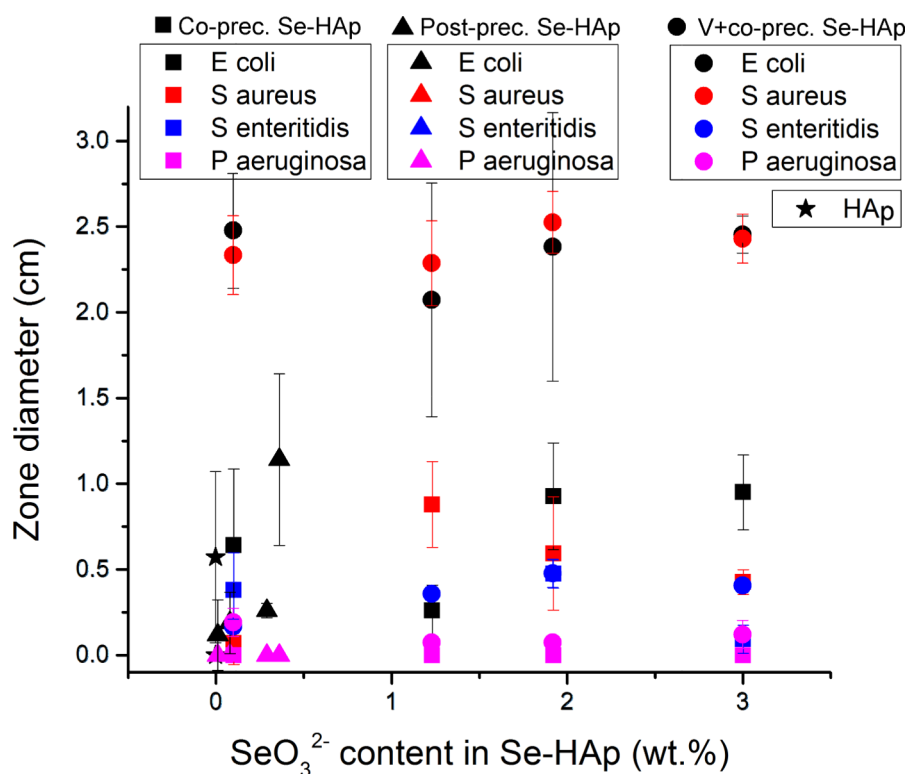 Co-prec. Se-HAp
E coli
S aureus
S enteritidis
P aeruginosa
Post-prec. Se-HAp
E coli
S aureus
S enteritidis
P aeruginosa
V+co-prec. Se-HAp
E coli
S aureus
S enteritidis
P aeruginosa
HAp
Zone diameter (cm)
3.0
2.5
2.0
1.5
1.0
0.5
0.0
0 1 2 3
SeO₃²⁻ content in Se-HAp (wt.%)